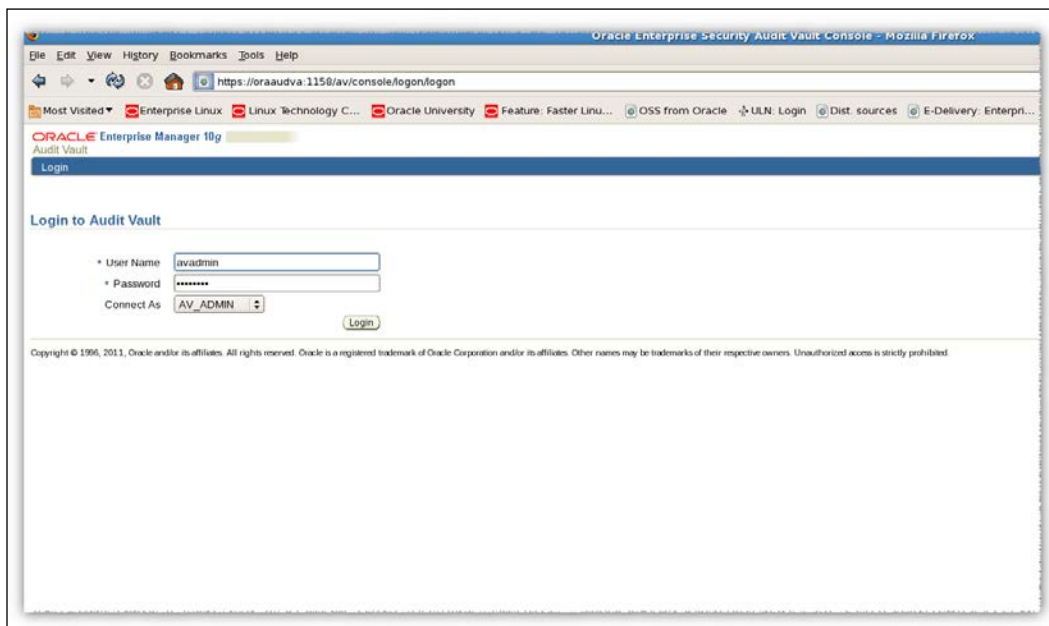 Oracle Enterprise Security Audit Vault Console - Mozilla Firefox
File Edit View History Bookmarks Tools Help
https://oraaudva:1158/av/console/logon/logon
Most Visited Enterprise Linux Linux Technology C... Oracle University Feature: Faster Linu... OSS from Oracle ULN: Login Dist. sources E-Delivery: Enterpri...
ORACLE Enterprise Manager 10g
Audit Vault
Login
Login to Audit Vault
* User Name avadmin
* Password ••••••••
Connect As AV_ADMIN
Login
Copyright © 1996, 2011, Oracle and/or its affiliates. All rights reserved. Oracle is a registered trademark of Oracle Corporation and/or its affiliates. Other names may be trademarks of their respective owners. Unauthorized access is strictly prohibited.